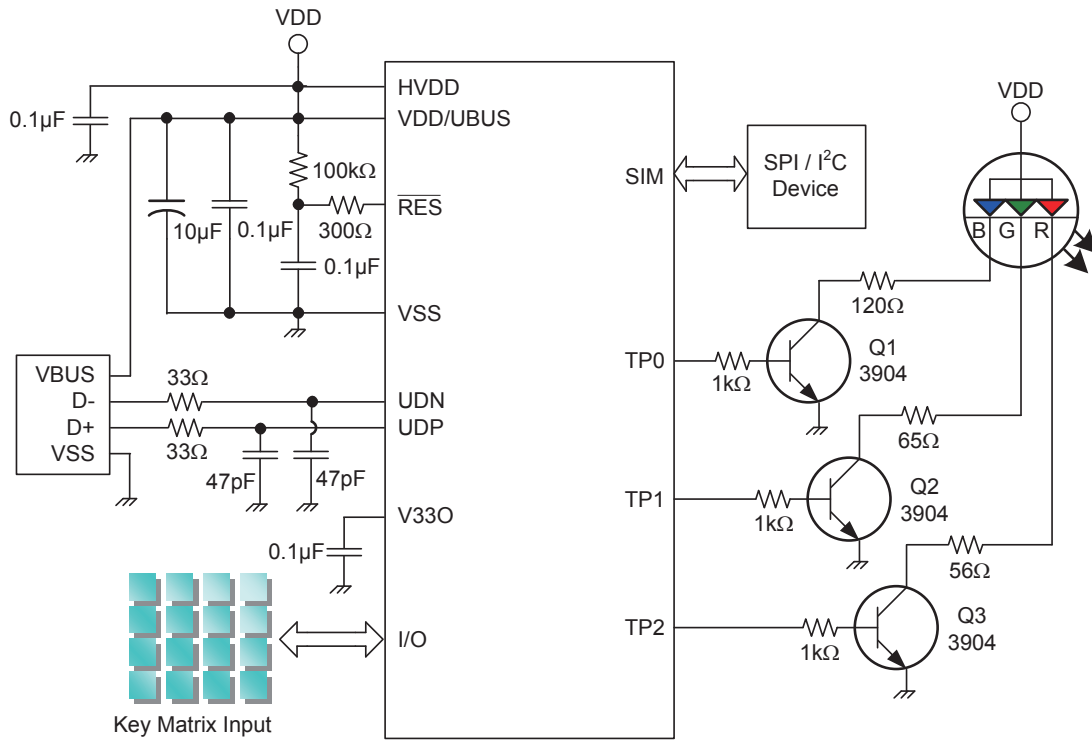 VDD
HVDD
0.1µF
VDD/UBUS
100kΩ
R̅E̅S̅
300Ω
10µF
0.1µF
0.1µF
VSS
VBUS
D-
D+
VSS
33Ω
33Ω
UDN
UDP
47pF
47pF
V33O
0.1µF
I/O
Key Matrix Input
SIM
SPI / I²C
Device
VDD
B
G
R
120Ω
TP0
1kΩ
Q1
3904
65Ω
TP1
1kΩ
Q2
3904
56Ω
TP2
1kΩ
Q3
3904